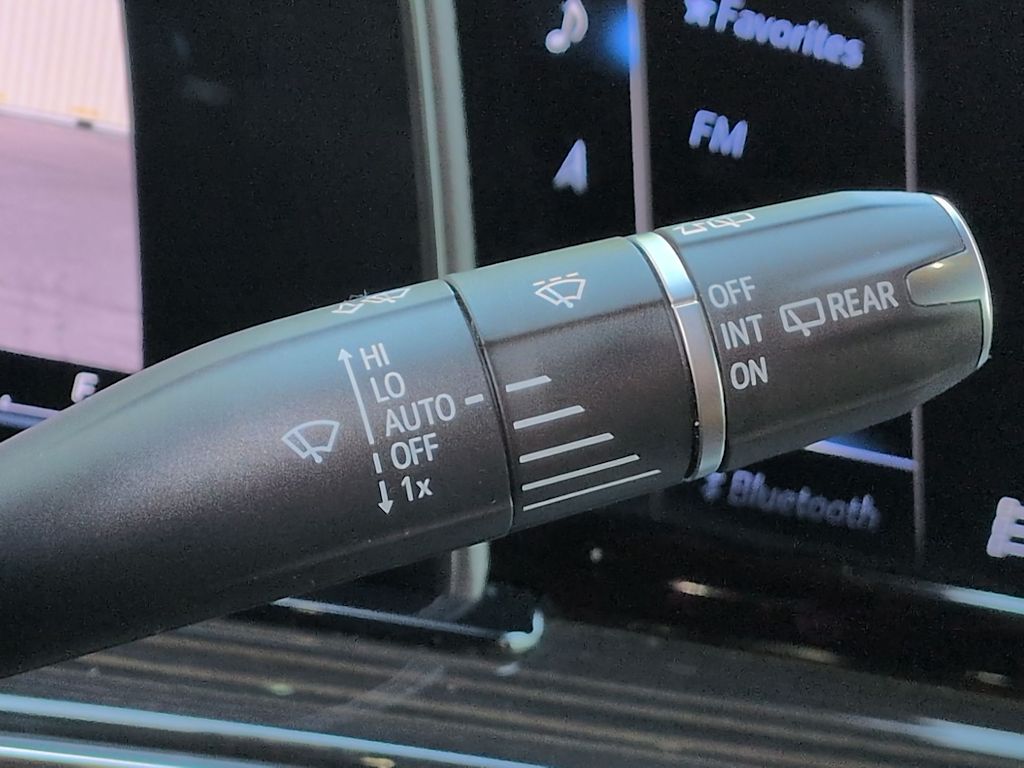 Favorites
FM
HI
LO
AUTO
OFF
1x
OFF
INT
ON
REAR
Bluetooth